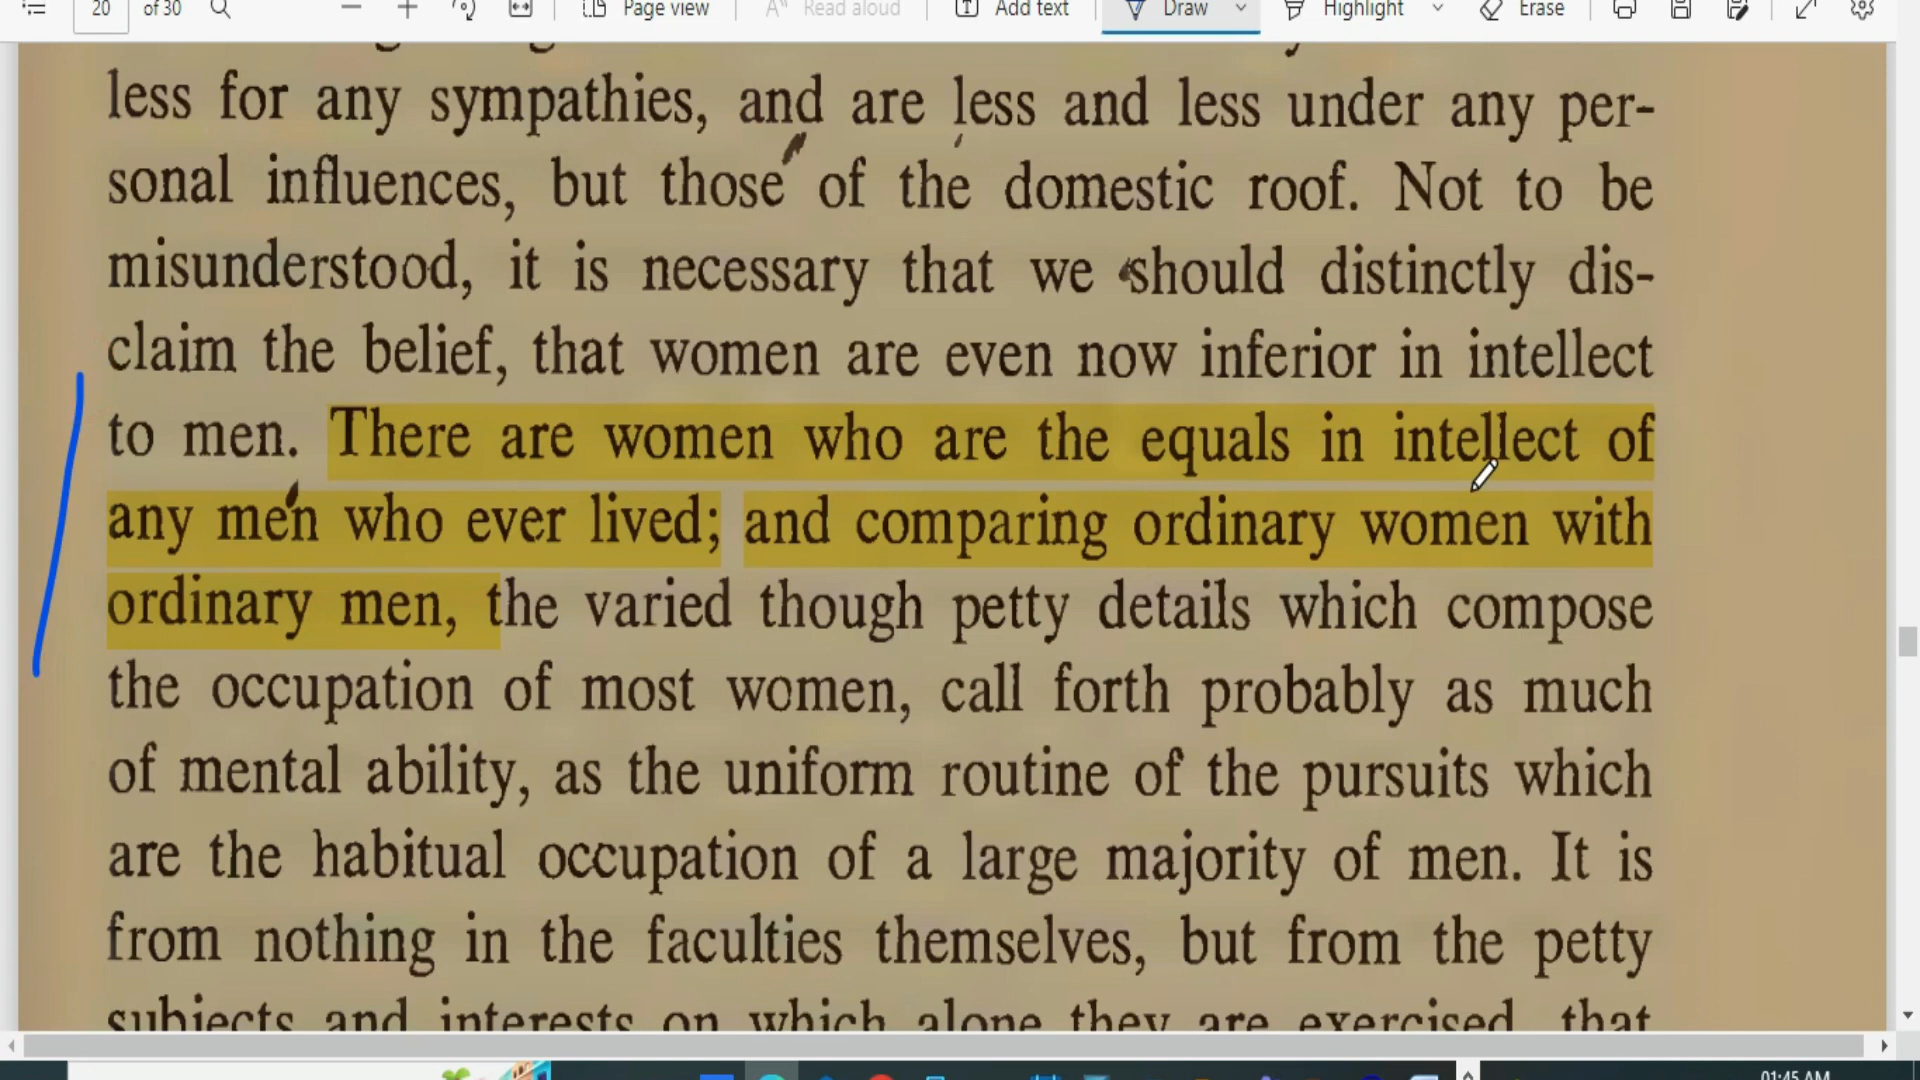 20 of 30 Page view Read aloud Add text Draw Highlight Erase
less for any sympathies, and are less and less under any per-
sonal influences, but those of the domestic roof. Not to be
misunderstood, it is necessary that we should distinctly dis-
claim the belief, that women are even now inferior in intellect
to men. There are women who are the equals in intellect of
any men who ever lived; and comparing ordinary women with
ordinary men, the varied though petty details which compose
the occupation of most women, call forth probably as much
of mental ability, as the uniform routine of the pursuits which
are the habitual occupation of a large majority of men. It is
from nothing in the faculties themselves, but from the petty
subjects and interests on which alone they are exercised, that
01:45 AM